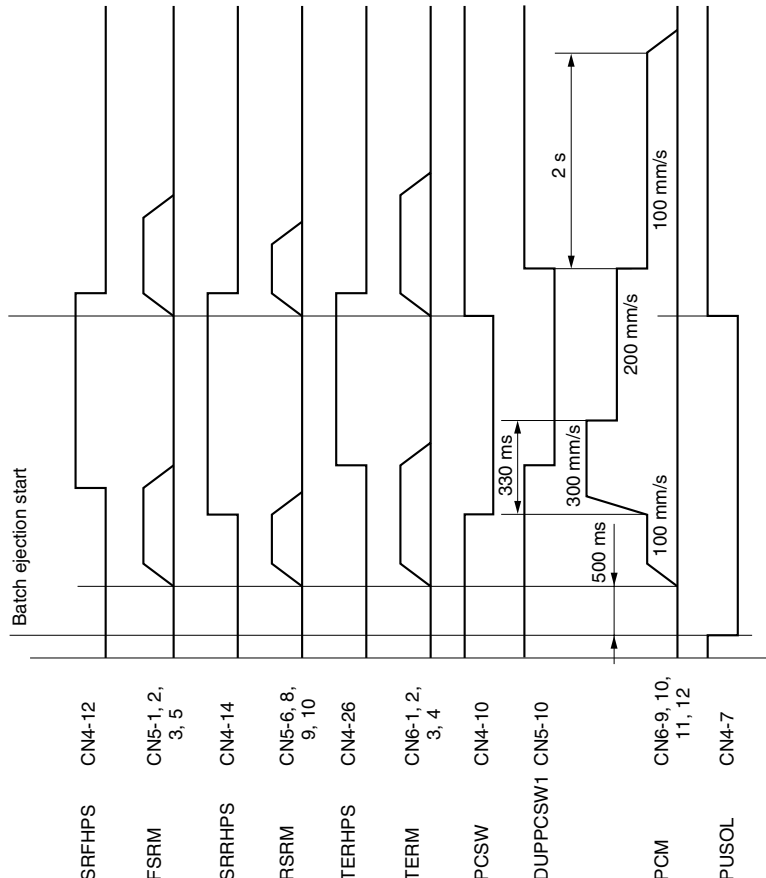 Batch ejection start
SRFHPS CN4-12
FSRM CN5-1, 2,
3, 5
SRRHPS CN4-14
RSRM CN5-6, 8,
9, 10
TERHPS CN4-26
TERM CN6-1, 2,
3, 4
PCSW CN4-10
330 ms
DUPPCSW1 CN5-10
2 s
500 ms
100 mm/s
300 mm/s
200 mm/s
100 mm/s
PCM CN6-9, 10,
11, 12
PUSOL CN4-7